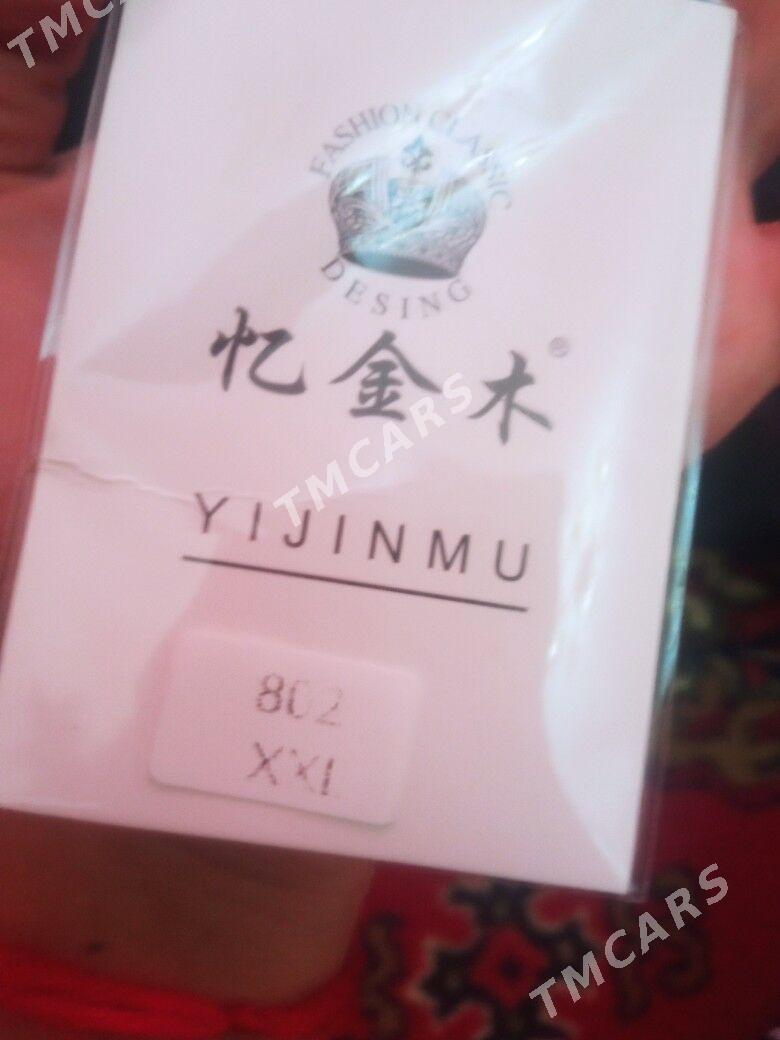 TMCARS
FASHION CLASSIC
DESING
忆金木®
TMCARS
YIJINMU
802
XXL
TMCARS